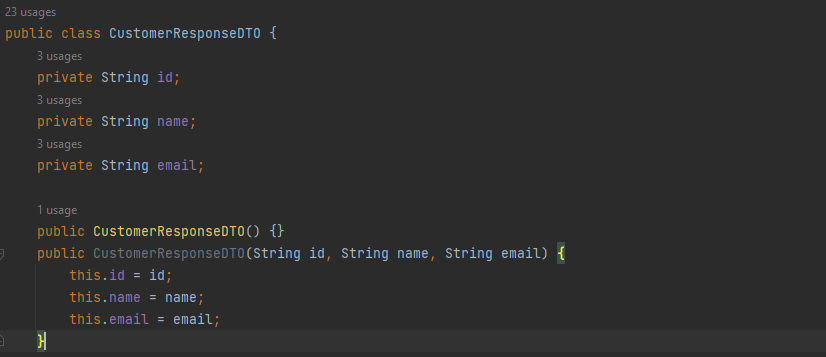 23 usages
public class CustomerResponseDTO {
3 usages
private String id;
3 usages
private String name;
3 usages
private String email;
1 usage
public CustomerResponseDTO() {}
public CustomerResponseDTO(String id, String name, String email) {
this.id = id;
this.name = name;
this.email = email;
}